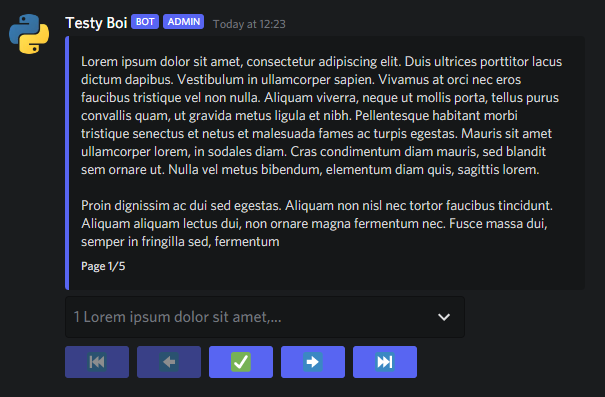 Testy Boi BOT ADMIN Today at 12:23
Lorem ipsum dolor sit amet, consectetur adipiscing elit. Duis ultrices porttitor lacus
dictum dapibus. Vestibulum in ullamcorper sapien. Vivamus at orci nec eros
faucibus tristique vel non nulla. Aliquam viverra, neque ut mollis porta, tellus purus
convallis quam, ut gravida metus ligula et nibh. Pellentesque habitant morbi
tristique senectus et netus et malesuada fames ac turpis egestas. Mauris sit amet
ullamcorper lorem, in sodales diam. Cras condimentum diam mauris, sed blandit
sem ornare ut. Nulla vel metus bibendum, elementum diam quis, sagittis lorem.
Proin dignissim ac dui sed egestas. Aliquam non nisl nec tortor faucibus tincidunt.
Aliquam aliquam lectus dui, non ornare magna fermentum nec. Fusce massa dui,
semper in fringilla sed, fermentum
Page 1/5
1 Lorem ipsum dolor sit amet,...